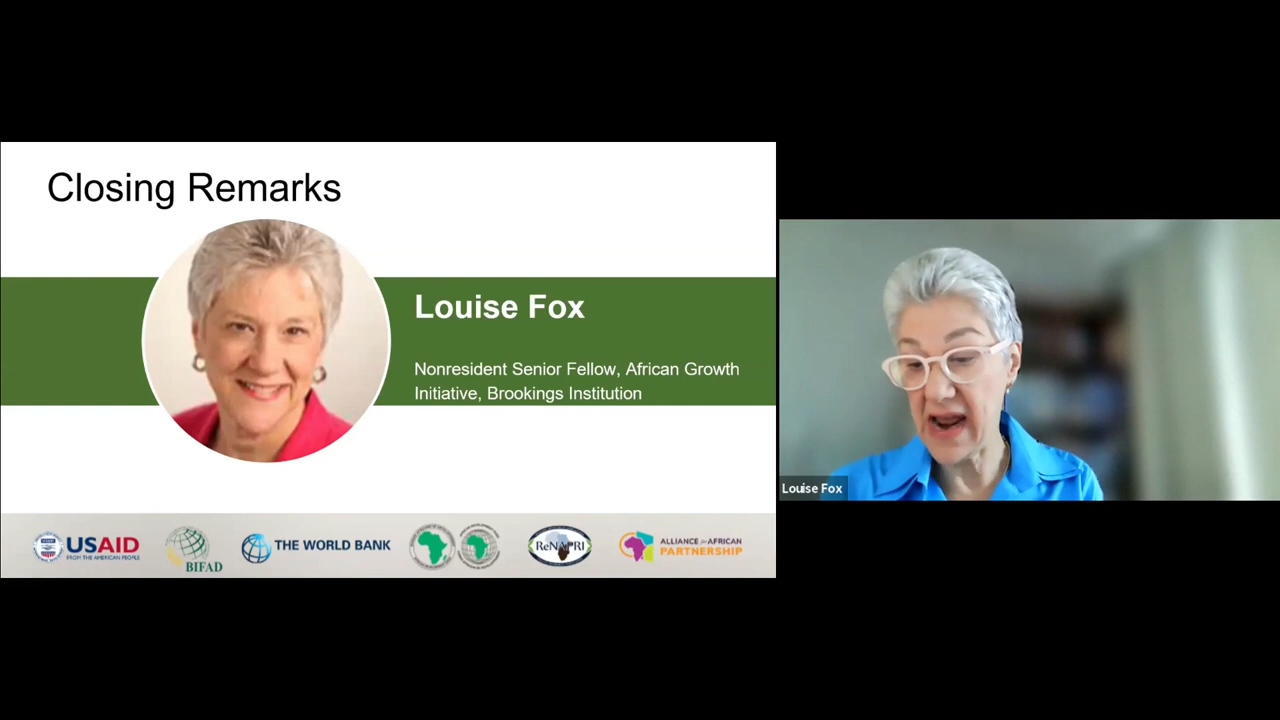 Closing Remarks
Louise Fox
Nonresident Senior Fellow, African Growth
Initiative, Brookings Institution
USAID
FROM THE AMERICAN PEOPLE
BIFAD
THE WORLD BANK
ReNAPRI
ALLIANCE for AFRICAN
PARTNERSHIP
Louise Fox